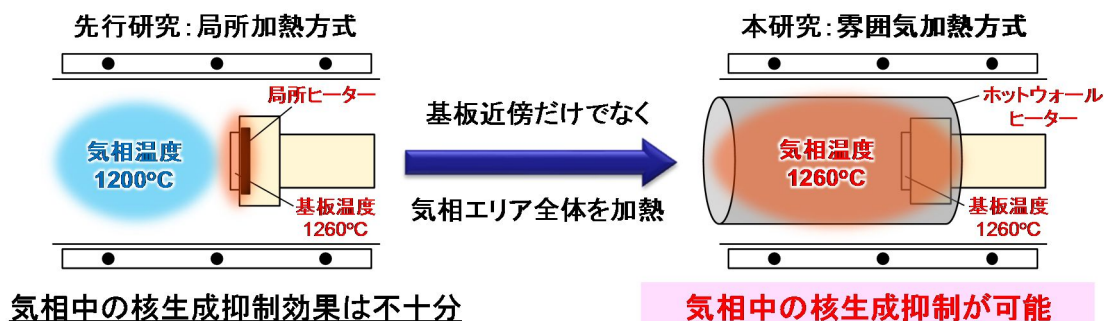 先行研究：局所加熱方式
局所ヒーター
気相温度
1200ºC
基板温度
1260ºC
気相中の核生成抑制効果は不十分
基板近傍だけでなく
気相エリア全体を加熱
本研究：雰囲気加熱方式
ホットウォール
ヒーター
気相温度
1260ºC
基板温度
1260ºC
気相中の核生成抑制が可能